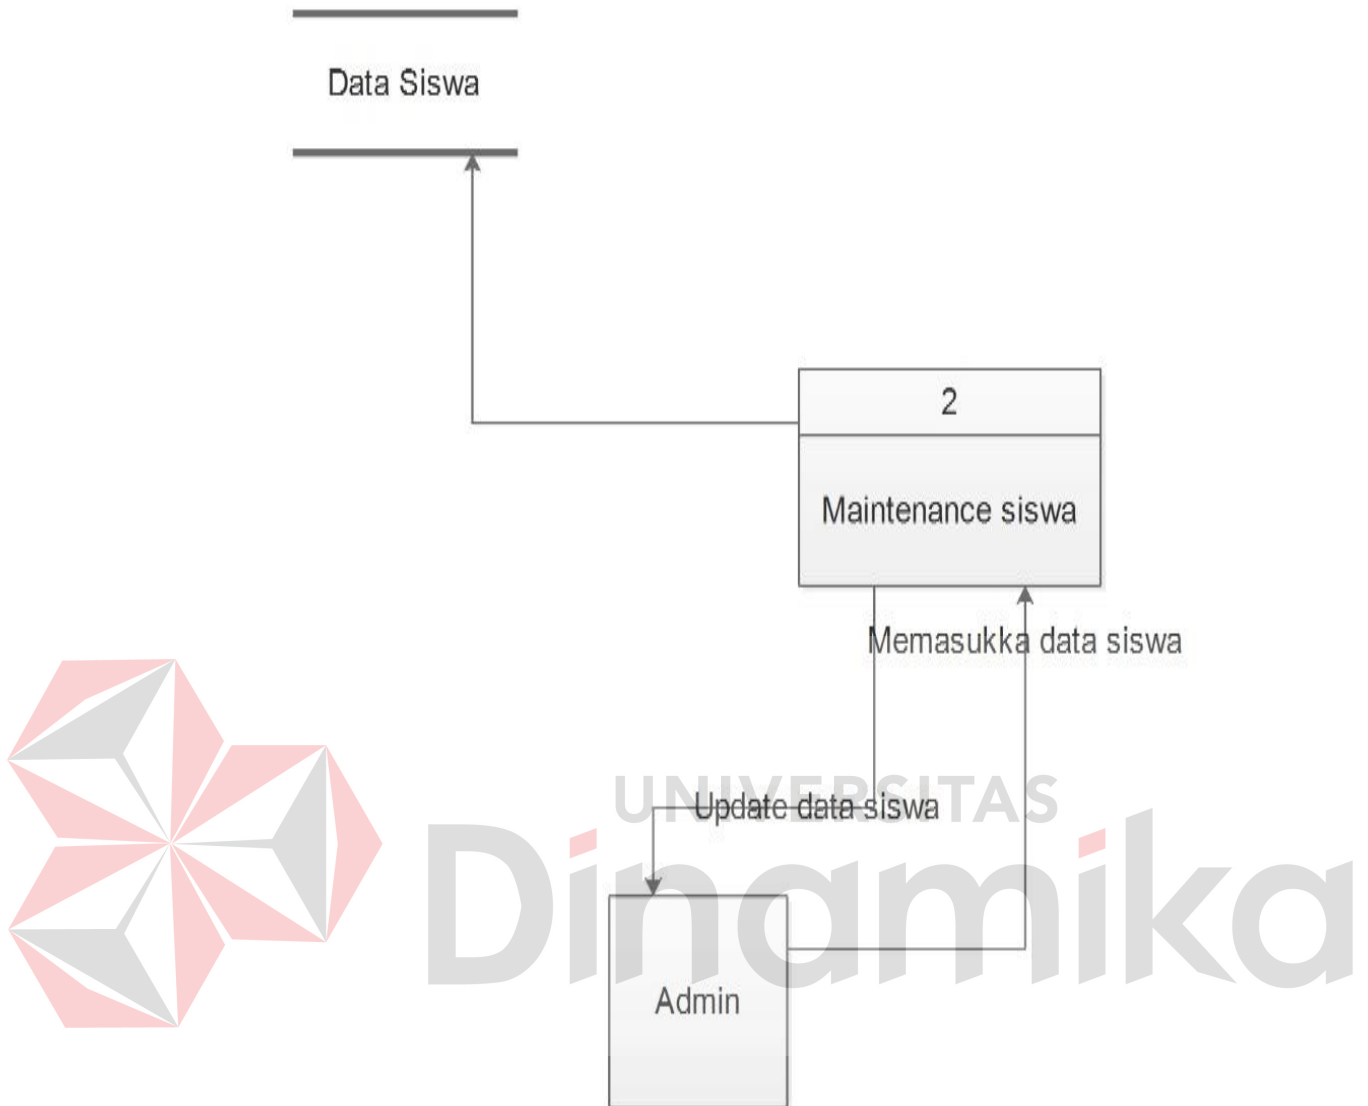 Data Siswa
2
Maintenance siswa
Memasukka data siswa
UNIVERSITAS
Update data siswa
Dinamika
Admin